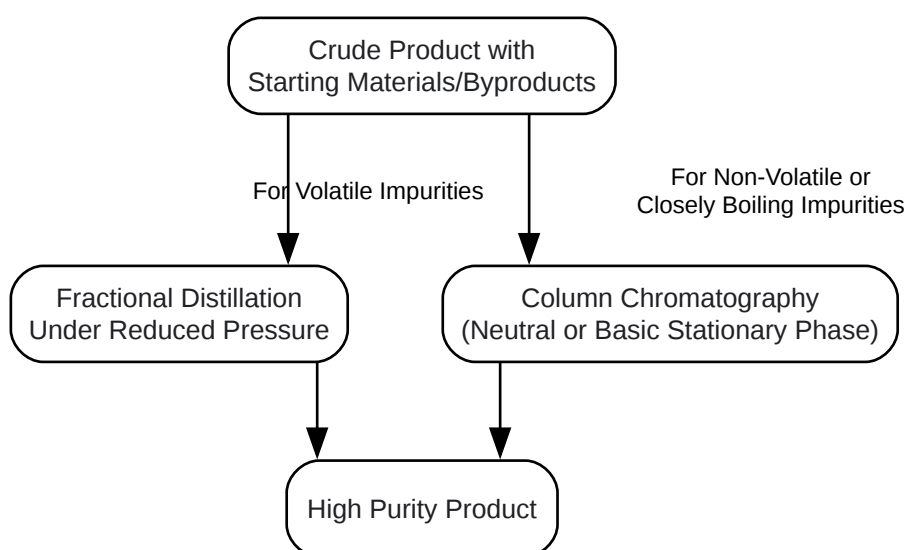 Crude Product with
Starting Materials/Byproducts
For Volatile Impurities
For Non-Volatile or
Closely Boiling Impurities
Fractional Distillation
Under Reduced Pressure
Column Chromatography
(Neutral or Basic Stationary Phase)
High Purity Product